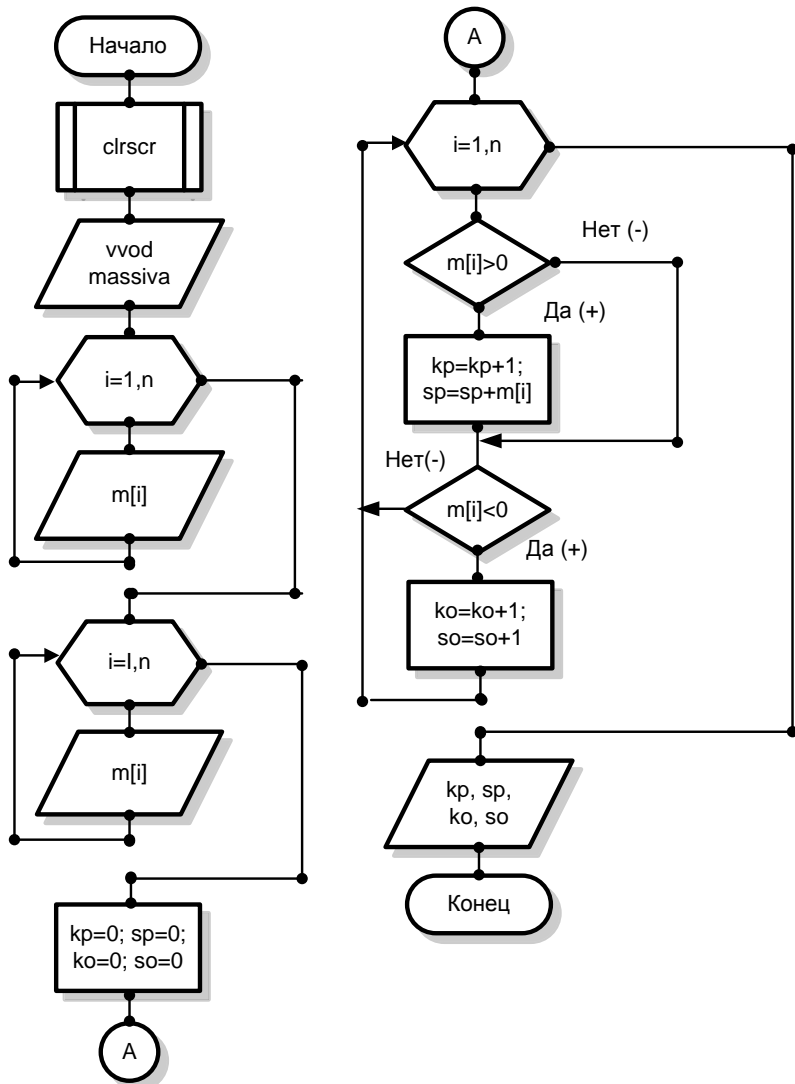 Начало
clrscr
vvod
massiva
i=1,n
m[i]
i=I,n
m[i]
kp=0; sp=0;
ko=0; so=0
A
A
i=1,n
Нет (-)
m[i]>0
Да (+)
kp=kp+1;
sp=sp+m[i]
Нет(-)
m[i]<0
Да (+)
ko=ko+1;
so=so+1
kp, sp,
ko, so
Конец